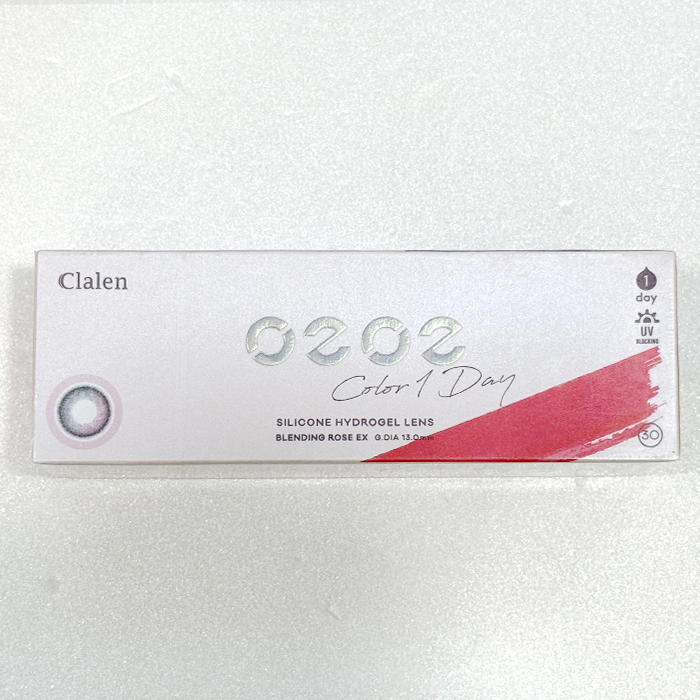 Clalen
1
day
UV
BLOCKING
O2O2
Color 1 Day
SILICONE HYDROGEL LENS
BLENDING ROSE EX G.DIA 13.0mm
30